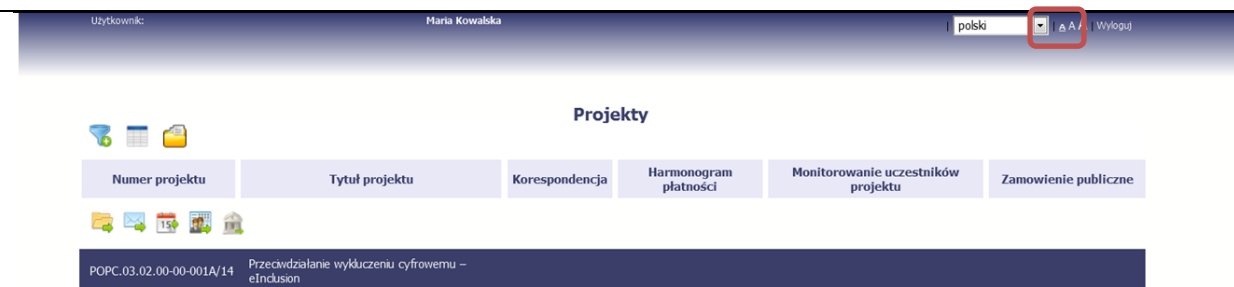 Użytkownik: Maria Kowalska | polski | A A A | Wyloguj
Projekty
Numer projektu Tytuł projektu Korespondencja Harmonogram płatności Monitorowanie uczestników projektu Zamowienie publiczne
15
POPC.03.02.00-00-001A/14 Przeciwdziałanie wykluczeniu cyfrowemu –
eInclusion